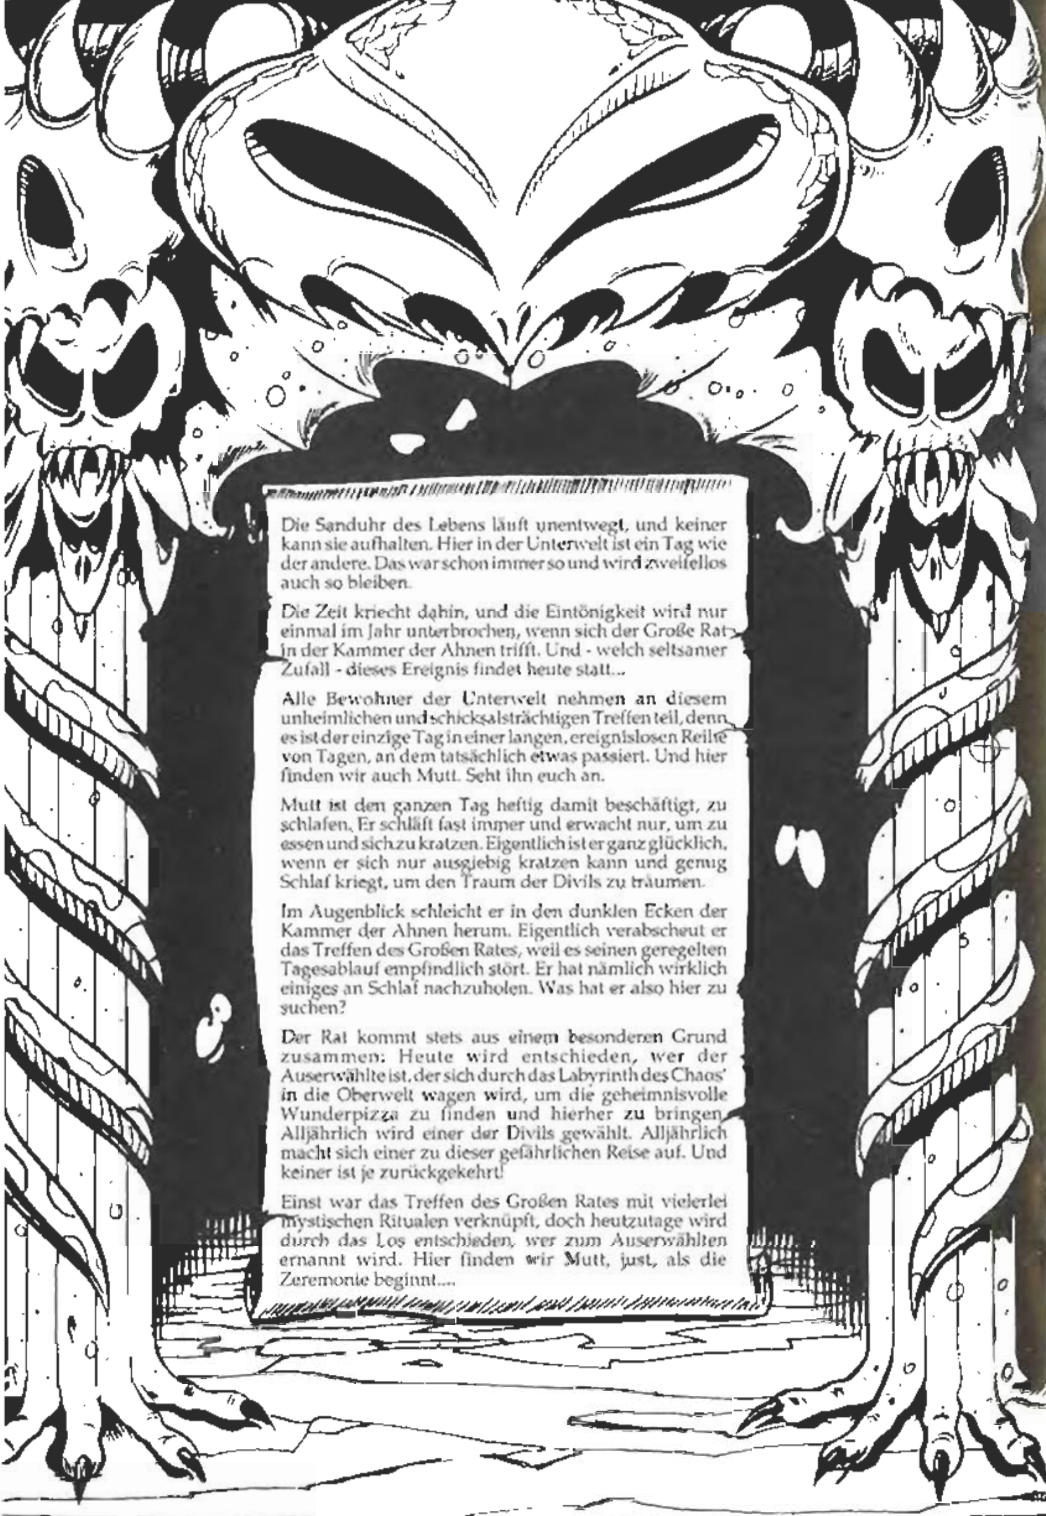 Die Sanduhr des Lebens läuft unentwegt, und keiner
kann sie aufhalten. Hier in der Unterwelt ist ein Tag wie
der andere. Das war schon immer so und wird zweifellos
auch so bleiben.
Die Zeit kriecht dahin, und die Eintönigkeit wird nur
einmal im Jahr unterbrochen, wenn sich der Große Rat
in der Kammer der Ahnen trifft. Und - welch seltsamer
Zufall - dieses Ereignis findet heute statt...
Alle Bewohner der Unterwelt nehmen an diesem
unheimlichen und schicksalsträchtigen Treffen teil, denn
es ist der einzige Tag in einer langen, ereignislosen Reihe
von Tagen, an dem tatsächlich etwas passiert. Und hier
finden wir auch Mutt. Seht ihn euch an.
Mutt ist den ganzen Tag heftig damit beschäftigt, zu
schlafen. Er schläft fast immer und erwacht nur, um zu
essen und sich zu kratzen. Eigentlich ist er ganz glücklich,
wenn er sich nur ausgiebig kratzen kann und genug
Schlaf kriegt, um den Traum der Divils zu träumen.
Im Augenblick schleicht er in den dunklen Ecken der
Kammer der Ahnen herum. Eigentlich verabscheut er
das Treffen des Großen Rates, weil es seinen geregelten
Tagesablauf empfindlich stört. Er hat nämlich wirklich
einiges an Schlaf nachzuholen. Was hat er also hier zu
suchen?
Der Rat kommt stets aus einem besonderen Grund
zusammen: Heute wird entschieden, wer der
Auserwählte ist, der sich durch das Labyrinth des Chaos'
in die Oberwelt wagen wird, um die geheimnisvolle
Wunderpizza zu finden und hierher zu bringen.
Alljährlich wird einer der Divils gewählt. Alljährlich
macht sich einer zu dieser gefährlichen Reise auf. Und
keiner ist je zurückgekehrt!
Einst war das Treffen des Großen Rates mit vielerlei
mystischen Ritualen verknüpft, doch heutzutage wird
durch das Los entschieden, wer zum Auserwählten
ernannt wird. Hier finden wir Mutt, just, als die
Zeremonie beginnt....